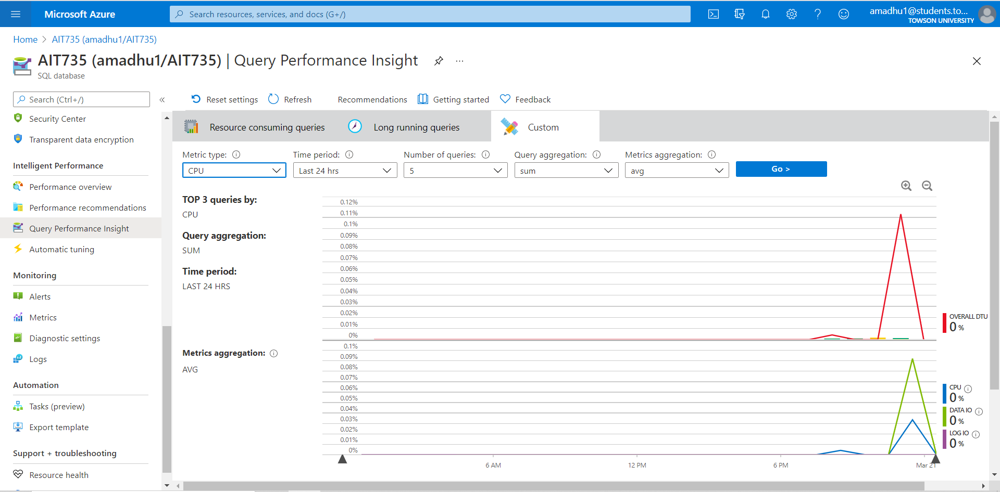 Microsoft Azure
Search resources, services, and docs (G+/)
amadhu1@students.to...
TOWSON UNIVERSITY
Home > AIT735 (amadhu1/AIT735)
AIT735 (amadhu1/AIT735) | Query Performance Insight ...
SQL database
Search (Ctrl+/)
«
Security Center
Transparent data encryption
Intelligent Performance
Performance overview
Performance recommendations
Query Performance Insight
Automatic tuning
Monitoring
Alerts
Metrics
Diagnostic settings
Logs
Automation
Tasks (preview)
Export template
Support + troubleshooting
Resource health
Reset settings Refresh Recommendations Getting started Feedback
Resource consuming queries Long running queries Custom
Metric type: Time period: Number of queries: Query aggregation: Metrics aggregation:
CPU Last 24 hrs 5 sum avg Go >
TOP 3 queries by:
CPU
Query aggregation:
SUM
Time period:
LAST 24 HRS
0.12%
0.11%
0.1%
0.09%
0.08%
0.07%
0.06%
0.05%
0.04%
0.03%
0.02%
0.01%
0%
OVERALL DTU
0 %
Metrics aggregation:
AVG
0.1%
0.09%
0.08%
0.07%
0.06%
0.05%
0.04%
0.03%
0.02%
0.01%
0%
CPU
0 %
DATA IO
0 %
LOG IO
0 %
6 AM 12 PM 6 PM Mar 21